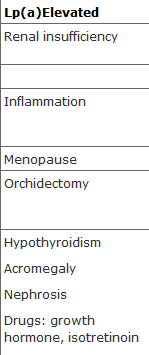 Lp(a)Elevated
Renal insufficiency
Inflammation
Menopause
Orchidectomy
Hypothyroidism
Acromegaly
Nephrosis
Drugs: growth
hormone, isotretinoin